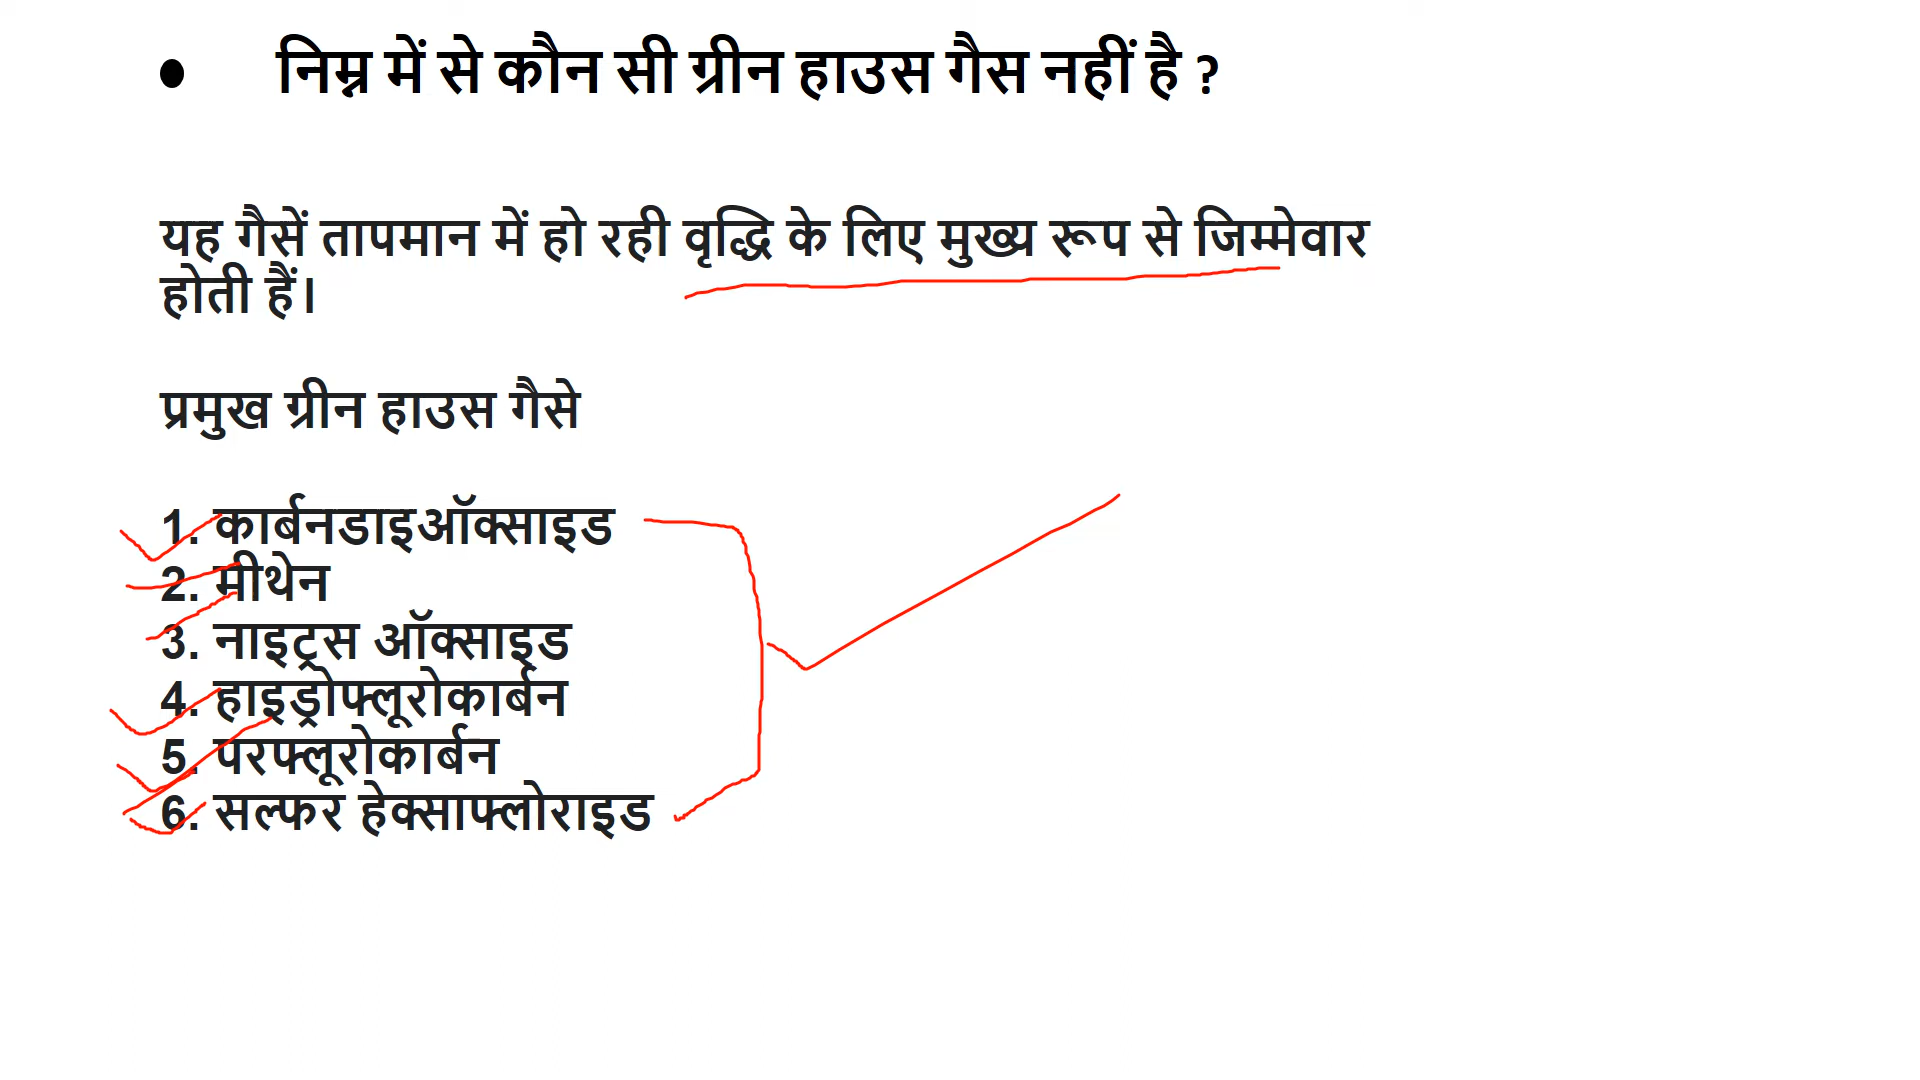 • निम्न में से कौन सी ग्रीन हाउस गैस नहीं है ?
यह गैसें तापमान में हो रही वृद्धि के लिए मुख्य रूप से जिम्मेवार
होती हैं।
प्रमुख ग्रीन हाउस गैसे
1. कार्बनडाइऑक्साइड
2. मीथेन
3. नाइट्रस ऑक्साइड
4. हाइड्रोफ्लूरोकार्बन
5. परफ्लूरोकार्बन
6. सल्फर हेक्साफ्लोराइड